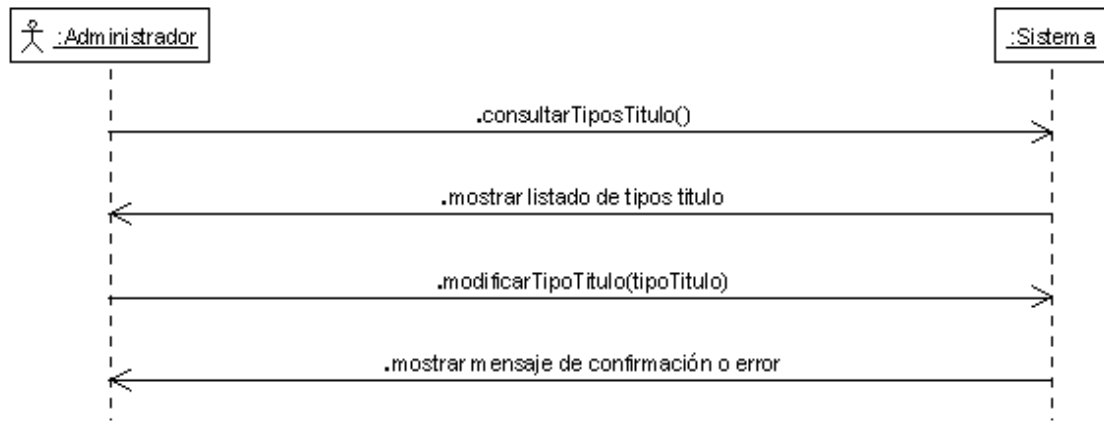 :Administrador
:Sistema
.consultarTiposTitulo()
.mostrar listado de tipos titulo
.modificarTipoTitulo(tipoTitulo)
.mostrar mensaje de confirmación o error